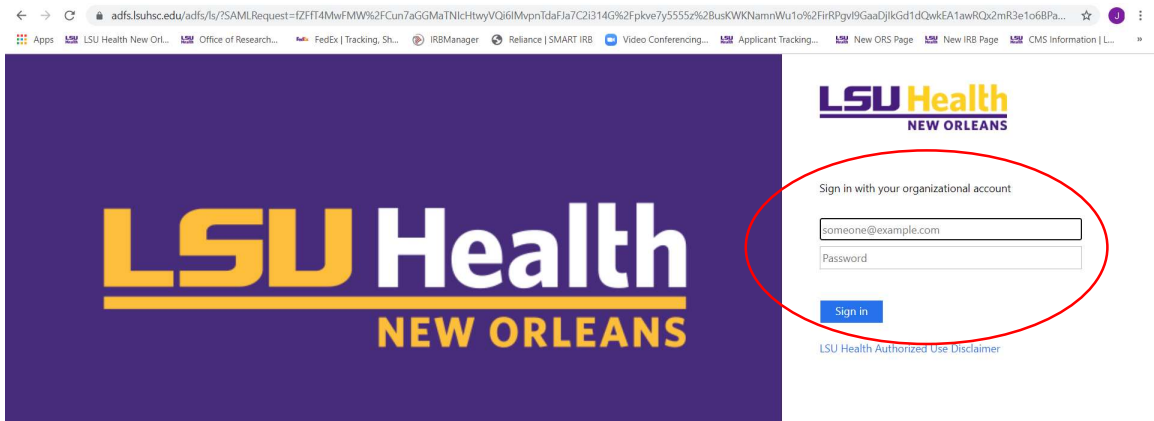 adfs.lsuhsc.edu/adfs/ls/?SAMLRequest=fZFfT4MwFMW%2FCun7aGGMaTNIcHtwyVQi6IMvpnTdaFJa7C2i314G%2Fpkve7y5555z%2BusKWKNamnWu1o%2FirRPgvI9GaaDjIkGd1dQwkEA1awRQx2mR3e1o6BPa... J
Apps LSU Health New Orl... Office of Research... FedEx FedEx | Tracking, Sh... IRBManager Reliance | SMART IRB Video Conferencing... Applicant Tracking... New ORS Page New IRB Page CMS Information | L... »
LSU Health
NEW ORLEANS
LSU Health
NEW ORLEANS
Sign in with your organizational account
someone@example.com
Password
Sign in
LSU Health Authorized Use Disclaimer